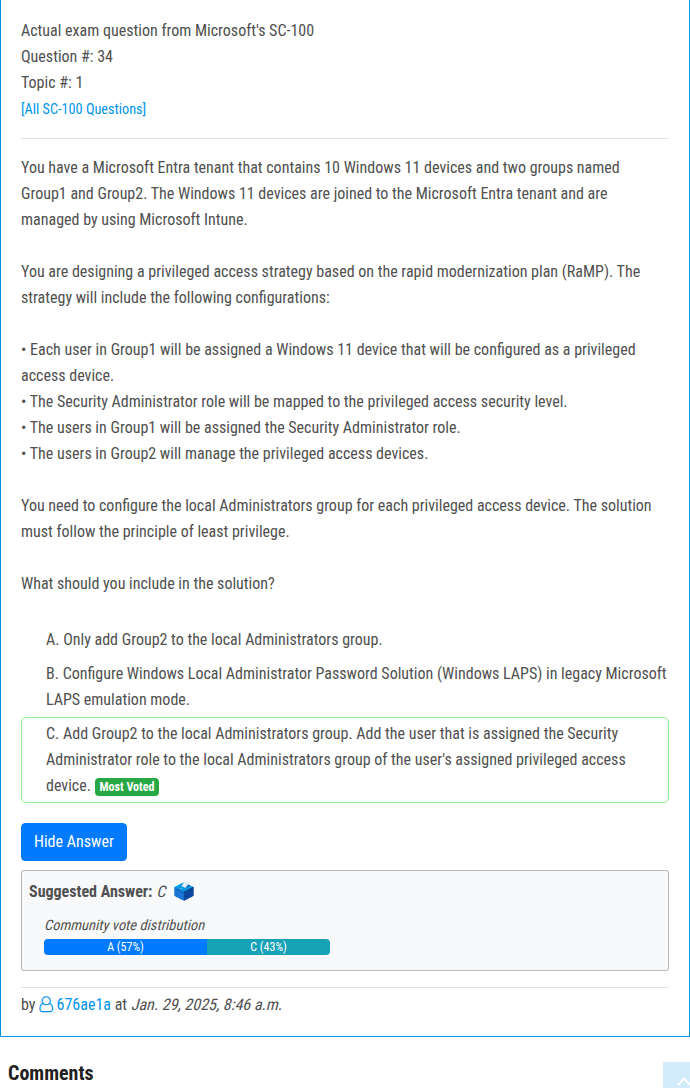 Actual exam question from Microsoft's SC-100
Question #: 34
Topic #: 1
[All SC-100 Questions]
You have a Microsoft Entra tenant that contains 10 Windows 11 devices and two groups named
Group1 and Group2. The Windows 11 devices are joined to the Microsoft Entra tenant and are
managed by using Microsoft Intune.
You are designing a privileged access strategy based on the rapid modernization plan (RaMP). The
strategy will include the following configurations:
• Each user in Group1 will be assigned a Windows 11 device that will be configured as a privileged
access device.
• The Security Administrator role will be mapped to the privileged access security level.
• The users in Group1 will be assigned the Security Administrator role.
• The users in Group2 will manage the privileged access devices.
You need to configure the local Administrators group for each privileged access device. The solution
must follow the principle of least privilege.
What should you include in the solution?
A. Only add Group2 to the local Administrators group.
B. Configure Windows Local Administrator Password Solution (Windows LAPS) in legacy Microsoft
LAPS emulation mode.
C. Add Group2 to the local Administrators group. Add the user that is assigned the Security
Administrator role to the local Administrators group of the user's assigned privileged access
device. Most Voted
Hide Answer
Suggested Answer: C
Community vote distribution
A (57%) C (43%)
by 676ae1a at Jan. 29, 2025, 8:46 a.m.
Comments